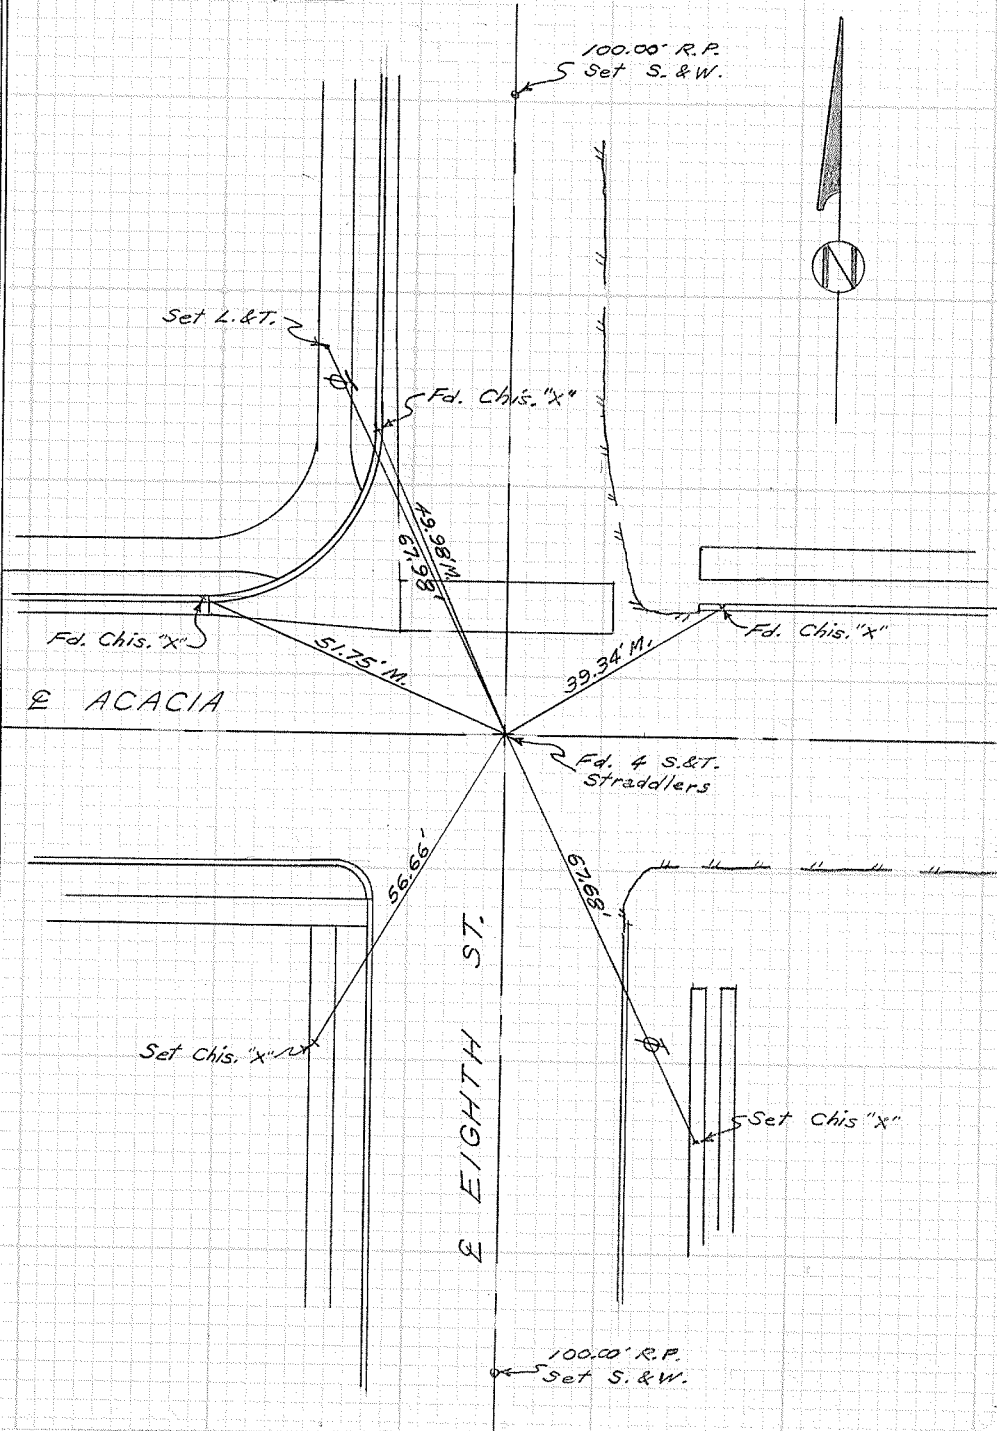 100.00' R.P.
Set S. & W.
N
Set L.&T.
Fd. Chis. "X"
49.98' M.
67.98'
Fd. Chis. "X"
51.75' M.
39.34' M.
Fd. Chis. "X"
℄ ACACIA
Fd. 4 S.&T.
Straddlers
56.66'
67.68'
℄ EIGHTH ST.
Set Chis. "X"
Set Chis "X"
100.00' R.P.
Set S. & W.